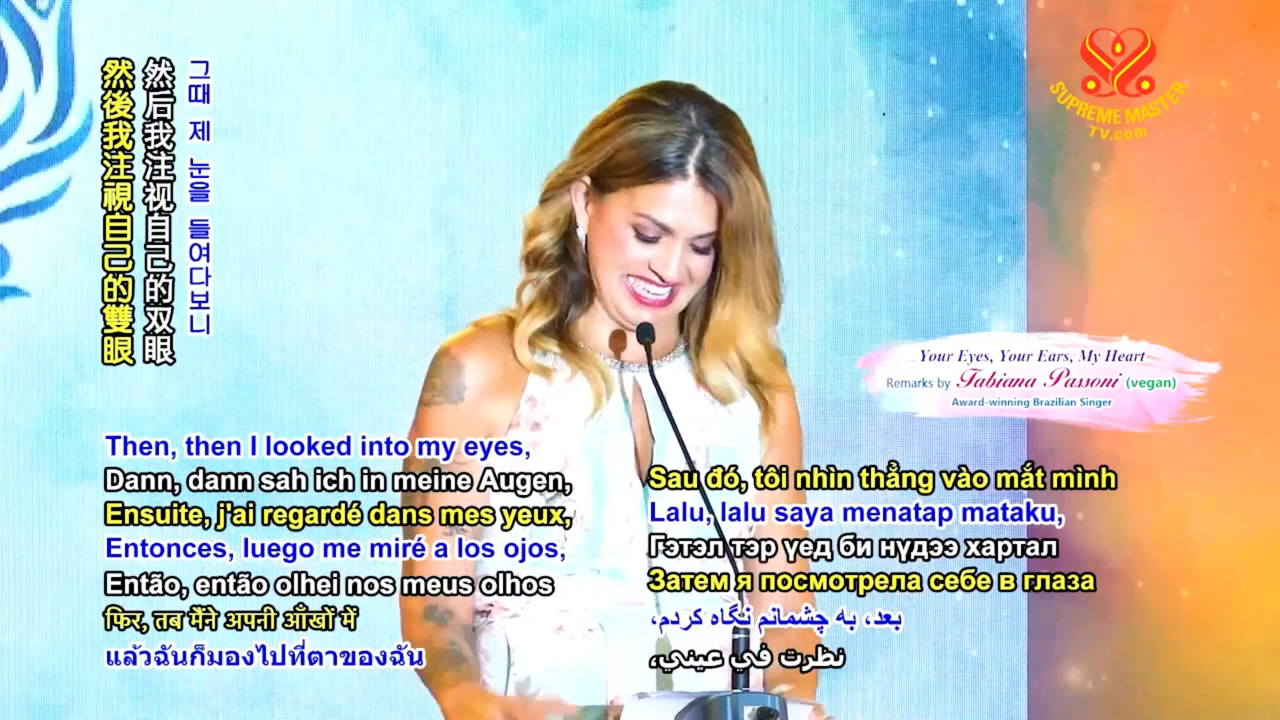 그때 제 눈을 들여다보니
然后我注视自己的双眼
然後我注視自己的雙眼
SUPREME MASTER
TV.com
Your Eyes, Your Ears, My Heart
Remarks by Fabiana Passoni (vegan)
Award-winning Brazilian Singer
Then, then I looked into my eyes,
Dann, dann sah ich in meine Augen,
Ensuite, j'ai regardé dans mes yeux,
Entonces, luego me miré a los ojos,
Então, então olhei nos meus olhos
फिर, तब मैंने अपनी आँखों में
แล้วฉันก็มองไปที่ตาของฉัน
Sau đó, tôi nhìn thẳng vào mắt mình
Lalu, lalu saya menatap mataku,
Гэтэл тэр үед би нүдээ хартал
Затем я посмотрела себе в глаза
بعد، به چشمانم نگاه کردم،
نظرت في عيني،